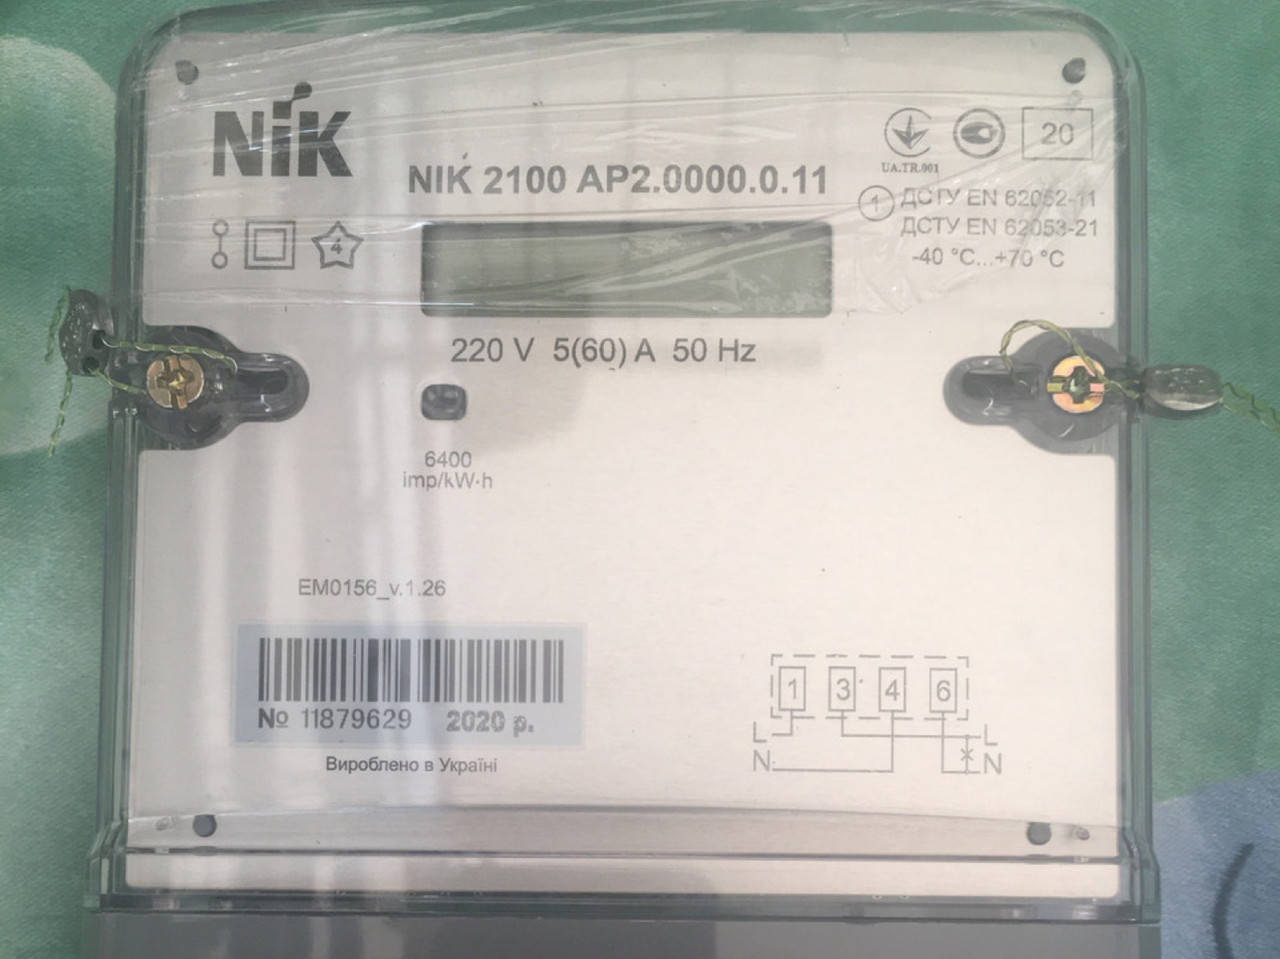 NiK
NIK 2100 AP2.0000.0.11
UA.TR.001
20
1 ДСТУ EN 62052-11
ДСТУ EN 62053-21
-40 °C...+70 °C
4
220 V 5(60) A 50 Hz
6400
imp/kW·h
EM0156_v.1.26
№ 11879629 2020 р.
Вироблено в Україні
1 3 4 6
L L
N N